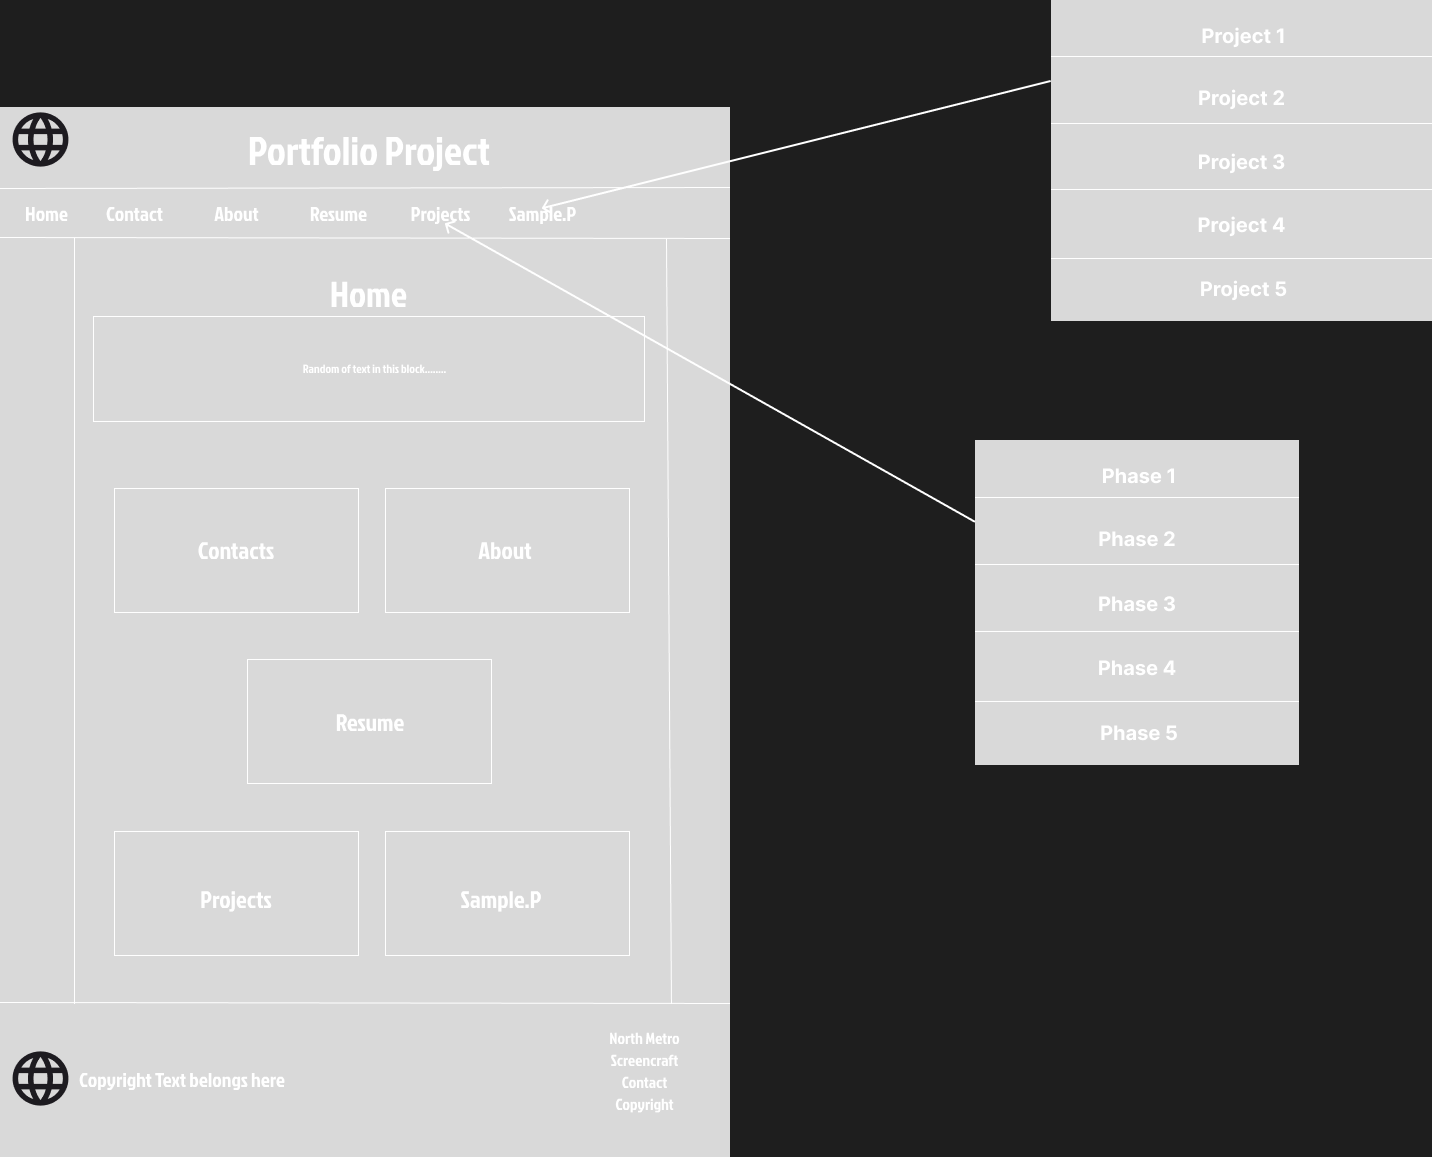 Portfolio Project
Home Contact About Resume Projects Sample.P
Home
Random of text in this block........
Contacts About
Resume
Projects Sample.P
Copyright Text belongs here
North Metro
Screencraft
Contact
Copyright
Project 1
Project 2
Project 3
Project 4
Project 5
Phase 1
Phase 2
Phase 3
Phase 4
Phase 5